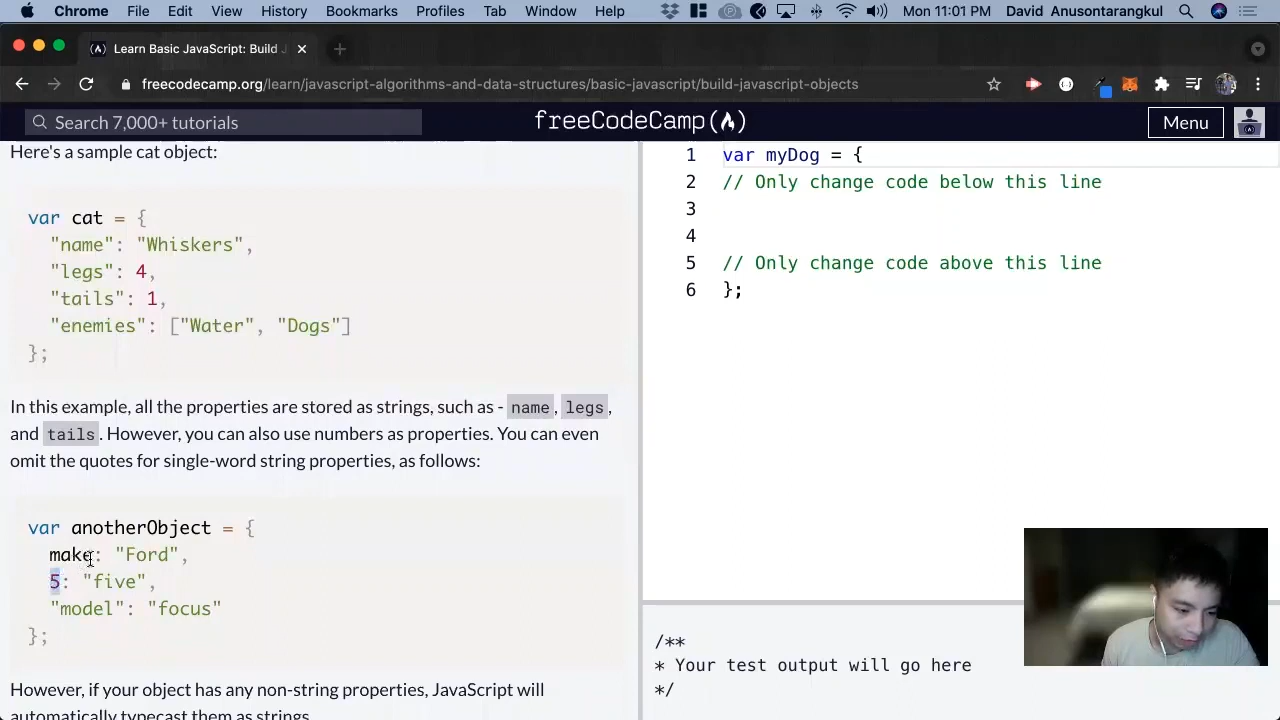 Chrome File Edit View History Bookmarks Profiles Tab Window Help Mon 11:01 PM David Anusontarangkul
Learn Basic JavaScript: Build J
freecodecamp.org/learn/javascript-algorithms-and-data-structures/basic-javascript/build-javascript-objects
Search 7,000+ tutorials
freeCodeCamp
Menu
Here's a sample cat object:
var cat = {
"name": "Whiskers",
"legs": 4,
"tails": 1,
"enemies": ["Water", "Dogs"]
};
In this example, all the properties are stored as strings, such as - name, legs,
and tails. However, you can also use numbers as properties. You can even
omit the quotes for single-word string properties, as follows:
var anotherObject = {
make: "Ford",
5: "five",
"model": "focus"
};
However, if your object has any non-string properties, JavaScript will
automatically typecast them as strings.
1 var myDog = {
2 // Only change code below this line
3
4
5 // Only change code above this line
6 };
/**
* Your test output will go here
*/